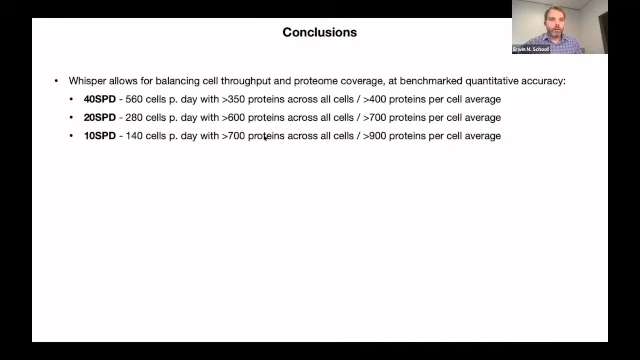 Conclusions
Erwin M. Schoof
• Whisper allows for balancing cell throughput and proteome coverage, at benchmarked quantitative accuracy:
• 40SPD - 560 cells p. day with >350 proteins across all cells / >400 proteins per cell average
• 20SPD - 280 cells p. day with >600 proteins across all cells / >700 proteins per cell average
• 10SPD - 140 cells p. day with >700 proteins across all cells / >900 proteins per cell average